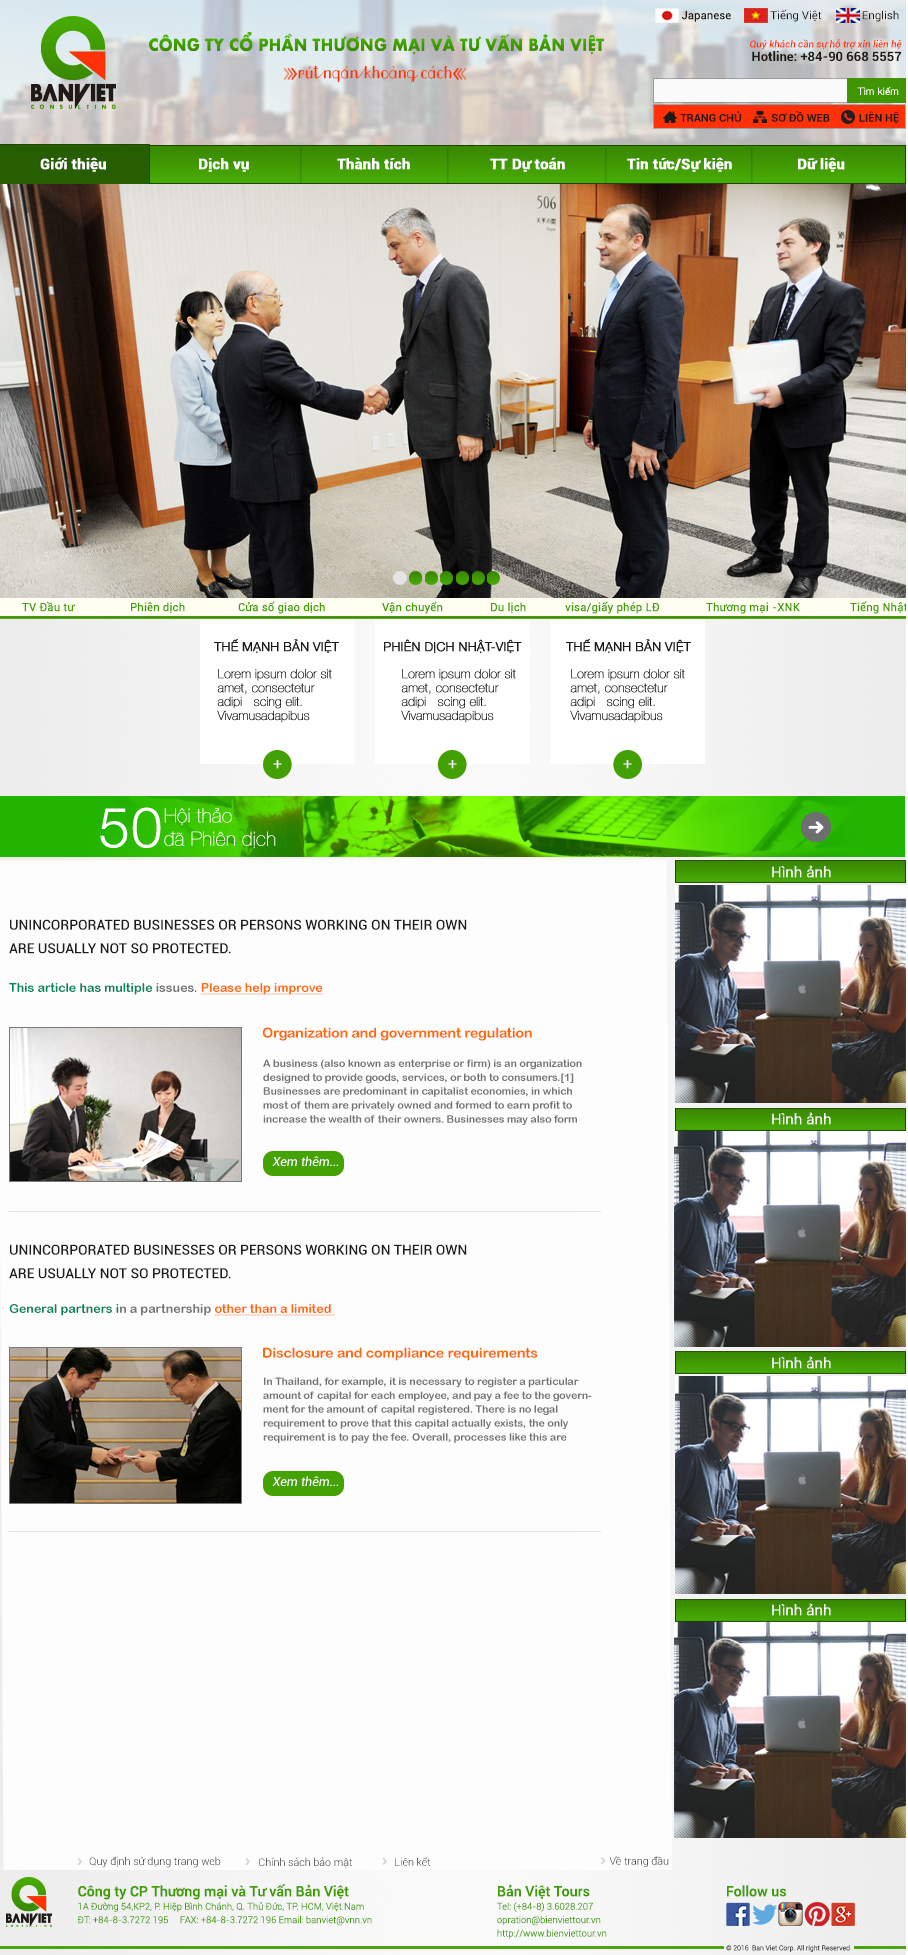 Japanese
Tiếng Việt
English
BANVIET
CONSULTING
CÔNG TY CỔ PHẦN THƯƠNG MẠI VÀ TƯ VẤN BẢN VIỆT
rút ngắn khoảng cách
Quý khách cần sự hỗ trợ xin liên hệ
Hotline: +84-90 668 5557
Tìm kiếm
TRANG CHỦ
SƠ ĐỒ WEB
LIÊN HỆ
Giới thiệu
Dịch vụ
Thành tích
TT Dự toán
Tin tức/Sự kiện
Dữ liệu
506
TV Đầu tư
Phiên dịch
Cửa sổ giao dịch
Vận chuyển
Du lịch
visa/giấy phép LĐ
Thương mại -XNK
Tiếng Nhật
THẾ MẠNH BẢN VIỆT
Lorem ipsum dolor sit
amet, consectetur
adipi scing elit.
Vivamusadapibus
+
PHIÊN DỊCH NHẬT-VIỆT
Lorem ipsum dolor sit
amet, consectetur
adipi scing elit.
Vivamusadapibus
+
THẾ MẠNH BẢN VIỆT
Lorem ipsum dolor sit
amet, consectetur
adipi scing elit.
Vivamusadapibus
+
50 Hội thảo
đã Phiên dịch
UNINCORPORATED BUSINESSES OR PERSONS WORKING ON THEIR OWN
ARE USUALLY NOT SO PROTECTED.
This article has multiple issues. Please help improve
Organization and government regulation
A business (also known as enterprise or firm) is an organization
designed to provide goods, services, or both to consumers.[1]
Businesses are predominant in capitalist economies, in which
most of them are privately owned and formed to earn profit to
increase the wealth of their owners. Businesses may also form
Xem thêm...
UNINCORPORATED BUSINESSES OR PERSONS WORKING ON THEIR OWN
ARE USUALLY NOT SO PROTECTED.
General partners in a partnership other than a limited
Disclosure and compliance requirements
In Thailand, for example, it is necessary to register a particular
amount of capital for each employee, and pay a fee to the govern-
ment for the amount of capital registered. There is no legal
requirement to prove that this capital actually exists, the only
requirement is to pay the fee. Overall, processes like this are
Xem thêm...
Hình ảnh
Hình ảnh
Hình ảnh
Hình ảnh
Quy định sử dụng trang web
Chính sách bảo mật
Liên kết
Về trang đầu
BANVIET
CONSULTING
Công ty CP Thương mại và Tư vấn Bản Việt
1A Đường 54,KP2, P. Hiệp Bình Chánh, Q. Thủ Đức, TP. HCM, Việt Nam
ĐT: +84-8-3.7272 195 FAX: +84-8-3.7272 196 Email: banviet@vnn.vn
Bản Việt Tours
Tel: (+84-8) 3.6028.207
opration@bienviettour.vn
http://www.bienviettour.vn
Follow us
© 2016 Ban Viet Corp. All right Reserved